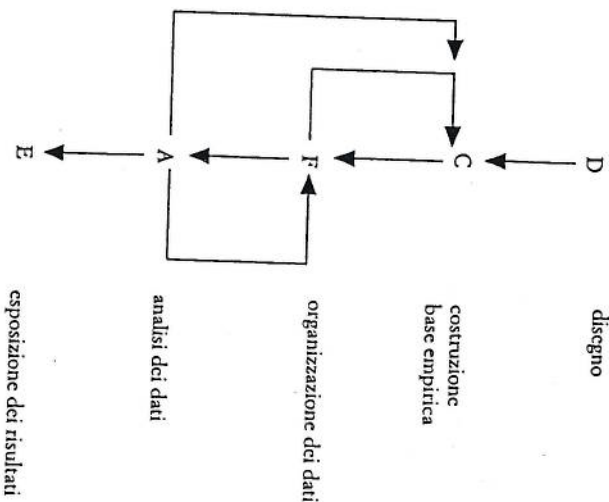 D
disegno
C
costruzione
base empirica
F
organizzazione dei dati
A
analisi dei dati
E
esposizione dei risultati